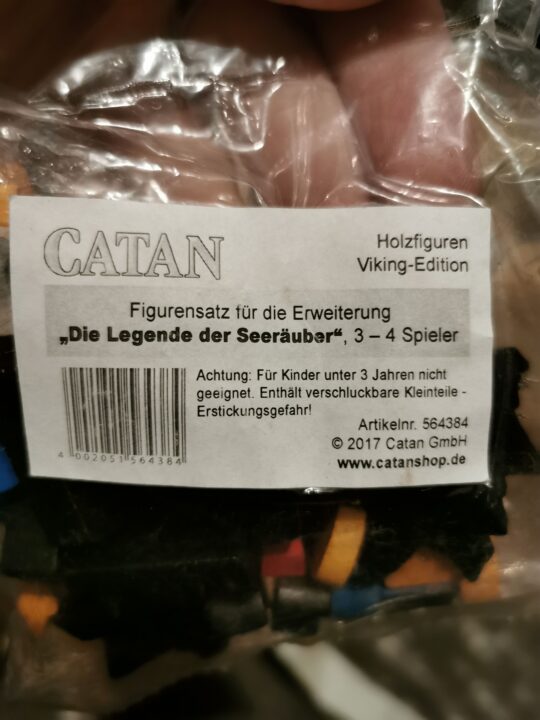 CATAN
Holzfiguren
Viking-Edition
Figurensatz für die Erweiterung
„Die Legende der Seeräuber“, 3 – 4 Spieler
Achtung: Für Kinder unter 3 Jahren nicht
geeignet. Enthält verschluckbare Kleinteile -
Erstickungsgefahr!
4 002051 564384
Artikelnr. 564384
© 2017 Catan GmbH
www.catanshop.de